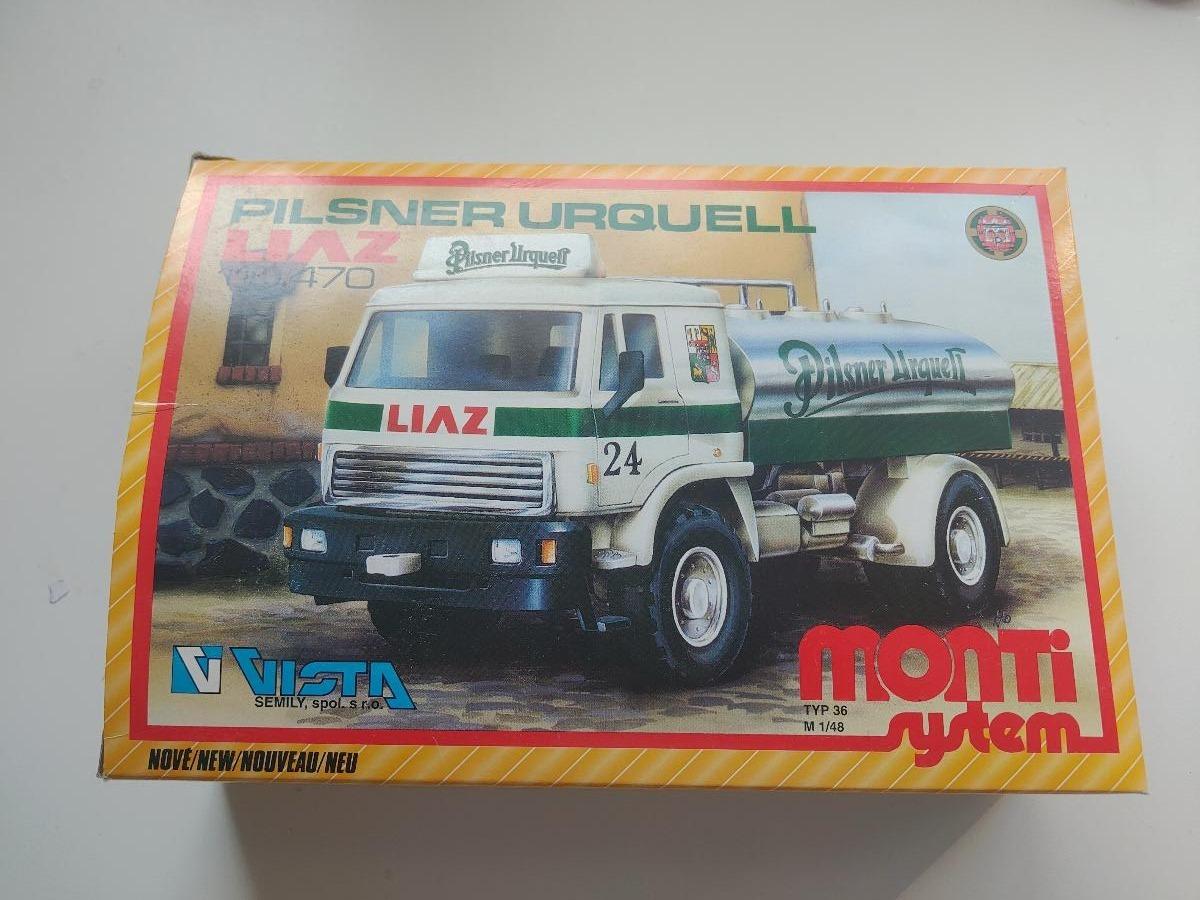 PILSNER URQUELL
LIAZ
110/470
Pilsner Urquell
Pilsner Urquell
LIAZ
24
VISTA
SEMILY, spol. s r.o.
MONTI
system
TYP 36
M 1/48
NOVÉ/NEW/NOUVEAU/NEU